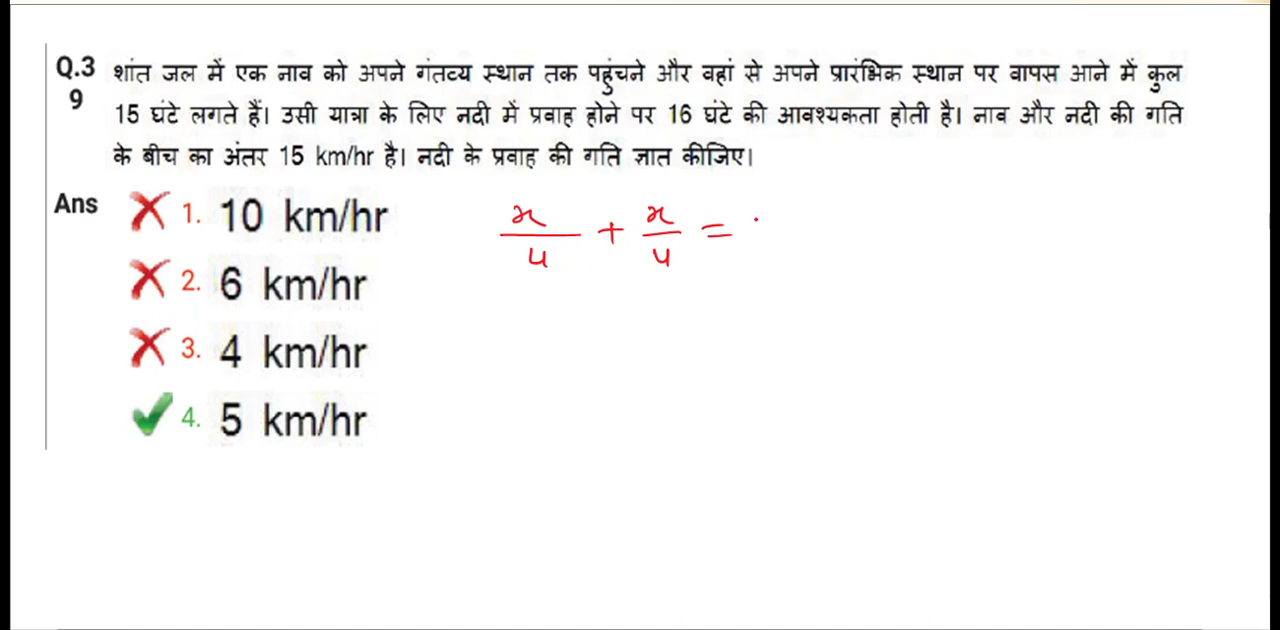 Q.3 शांत जल में एक नाव को अपने गंतव्य स्थान तक पहुंचने और वहां से अपने प्रारंभिक स्थान पर वापस आने में कुल
9 15 घंटे लगते हैं। उसी यात्रा के लिए नदी में प्रवाह होने पर 16 घंटे की आवश्यकता होती है। नाव और नदी की गति
के बीच का अंतर 15 km/hr है। नदी के प्रवाह की गति ज्ञात कीजिए।
Ans 1. 10 km/hr
x/u + x/u =
2. 6 km/hr
3. 4 km/hr
4. 5 km/hr